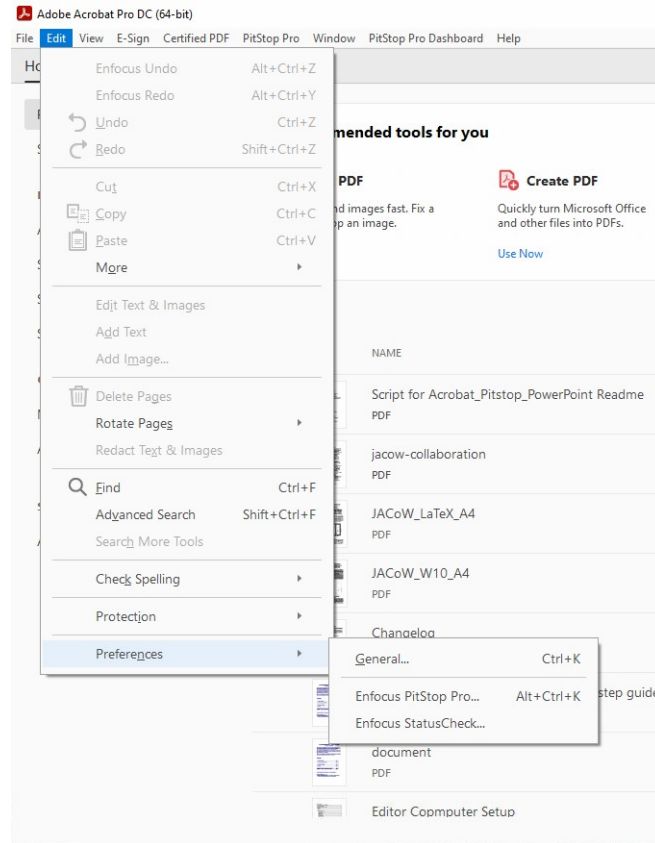 Adobe Acrobat Pro DC (64-bit)
File Edit View E-Sign Certified PDF PitStop Pro Window PitStop Pro Dashboard Help
Enfocus Undo Alt+Ctrl+Z
Enfocus Redo Alt+Ctrl+Y
Undo Ctrl+Z
Redo Shift+Ctrl+Z
Cut Ctrl+X
Copy Ctrl+C
Paste Ctrl+V
More
Edit Text & Images
Add Text
Add Image...
Delete Pages
Rotate Pages
Redact Text & Images
Find Ctrl+F
Advanced Search Shift+Ctrl+F
Search More Tools
Check Spelling
Protection
Preferences
General... Ctrl+K
Enfocus PitStop Pro... Alt+Ctrl+K
Enfocus StatusCheck...
tools for you
PDF
images fast. Fix a
an image.
Create PDF
Quickly turn Microsoft Office
and other files into PDFs.
Use Now
NAME
Script for Acrobat_Pitstop_PowerPoint Readme
PDF
jacow-collaboration
PDF
JACoW_LaTeX_A4
PDF
JACoW_W10_A4
PDF
Changelog
step guide
document
PDF
Editor Copmputer Setup